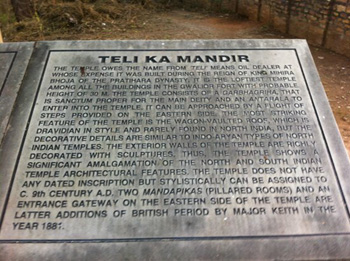 TELI KA MANDIR
THE TEMPLE OWES THE NAME FROM 'TELI' MEANS OIL DEALER AT
WHOSE EXPENSE IT WAS BUILT DURING THE REIGN OF KING MIHIRA
BHOJA OF THE PRATIHARA DYNASTY. IT IS THE LOFTIEST TEMPLE
AMONG ALL THE BUILDINGS IN THE GWALIOR FORT WITH PROBABLE
HEIGHT OF 30 M. THE TEMPLE CONSISTS OF A GARBHAGRIHA, THAT
IS SANCTUM PROPER FOR THE MAIN DEITY AND AN ANTARALA TO
ENTER INTO THE TEMPLE. IT CAN BE APPROACHED BY A FLIGHT OF
STEPS PROVIDED ON THE EASTERN SIDE. THE MOST STRIKING
FEATURE OF THE TEMPLE IS THE WAGON-VAULTED ROOF, WHICH IS
DRAVIDIAN IN STYLE AND RARELY FOUND IN NORTH INDIA, BUT THE
DECORATIVE DETAILS ARE SIMILAR TO INDO-ARYAN TYPES OF NORTH
INDIAN TEMPLES. THE EXTERIOR WALLS OF THE TEMPLE ARE RICHLY
DECORATED WITH SCULPTURES. THUS, THE TEMPLE SHOWS A
SIGNIFICANT AMALGAMATION OF THE NORTH AND SOUTH INDIAN
TEMPLE ARCHITECTURAL FEATURES. THE TEMPLE DOES NOT HAVE
ANY DATED INSCRIPTION BUT STYLISTICALLY CAN BE ASSIGNED TO
C. 9th CENTURY A.D. TWO MANDAPIKAS (PILLARED ROOMS) AND AN
ENTRANCE GATEWAY ON THE EASTERN SIDE OF THE TEMPLE ARE
LATTER ADDITIONS OF BRITISH PERIOD BY MAJOR KEITH IN THE
YEAR 1881.